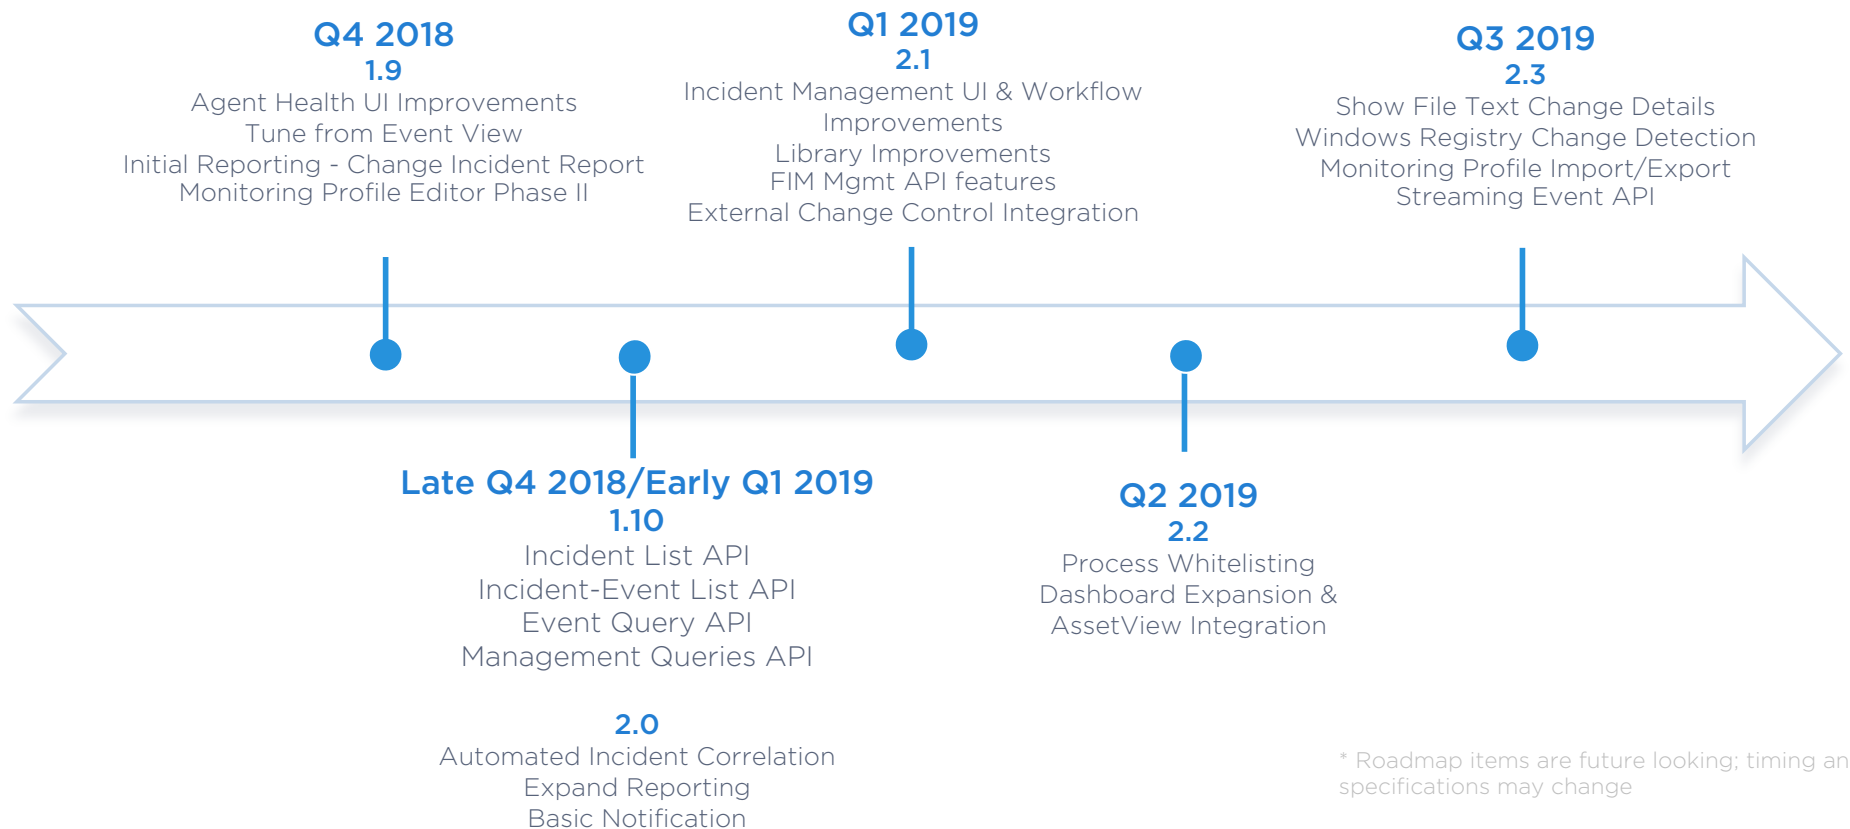 Q4 2018
1.9
Agent Health UI Improvements
Tune from Event View
Initial Reporting - Change Incident Report
Monitoring Profile Editor Phase II
Q1 2019
2.1
Incident Management UI & Workflow
Improvements
Library Improvements
FIM Mgmt API features
External Change Control Integration
Q3 2019
2.3
Show File Text Change Details
Windows Registry Change Detection
Monitoring Profile Import/Export
Streaming Event API
Late Q4 2018/Early Q1 2019
1.10
Incident List API
Incident-Event List API
Event Query API
Management Queries API
2.0
Automated Incident Correlation
Expand Reporting
Basic Notification
Q2 2019
2.2
Process Whitelisting
Dashboard Expansion &
AssetView Integration
* Roadmap items are future looking; timing an
specifications may change